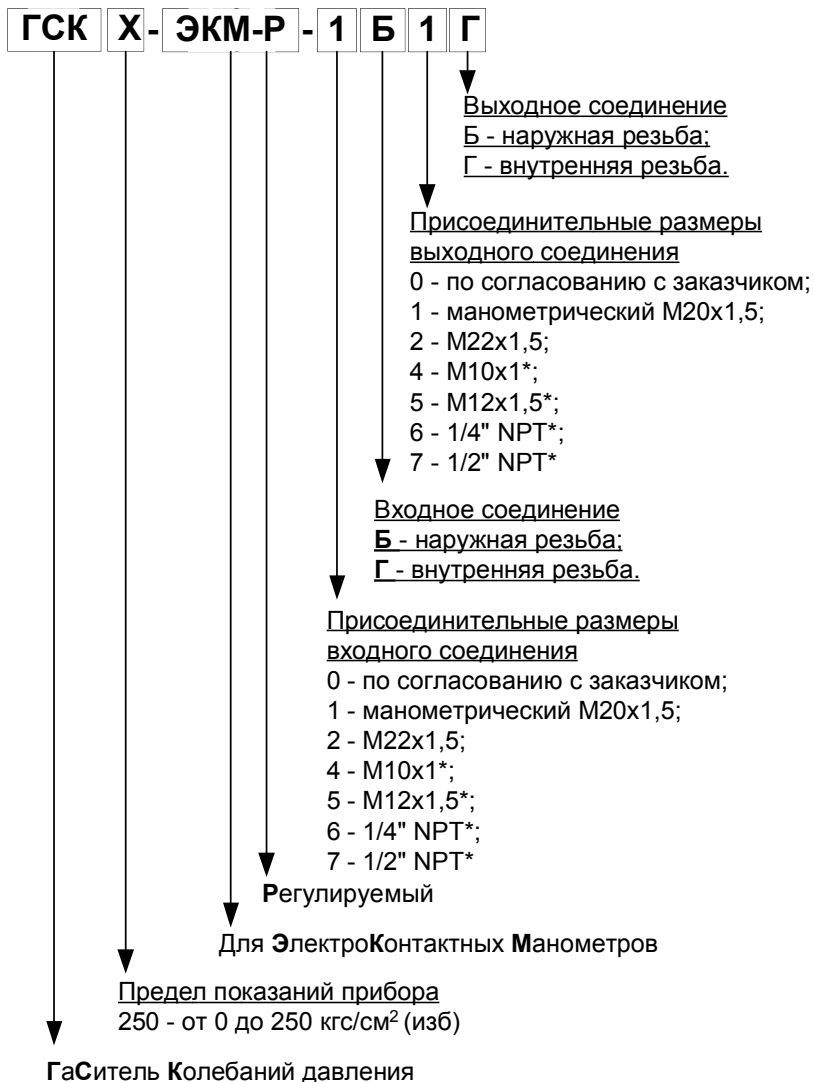 ГСК Х - ЭКМ-Р - 1 Б 1 Г
Выходное соединение
Б - наружная резьба;
Г - внутренняя резьба.
Присоединительные размеры
выходного соединения
0 - по согласованию с заказчиком;
1 - манометрический М20х1,5;
2 - М22х1,5;
4 - М10х1*;
5 - М12х1,5*;
6 - 1/4" NPT*;
7 - 1/2" NPT*
Входное соединение
Б - наружная резьба;
Г - внутренняя резьба.
Присоединительные размеры
входного соединения
0 - по согласованию с заказчиком;
1 - манометрический М20х1,5;
2 - М22х1,5;
4 - М10х1*;
5 - М12х1,5*;
6 - 1/4" NPT*;
7 - 1/2" NPT*
Регулируемый
Для ЭлектроКонтактных Манометров
Предел показаний прибора
250 - от 0 до 250 кгс/см² (изб)
ГаСитель Колебаний давления